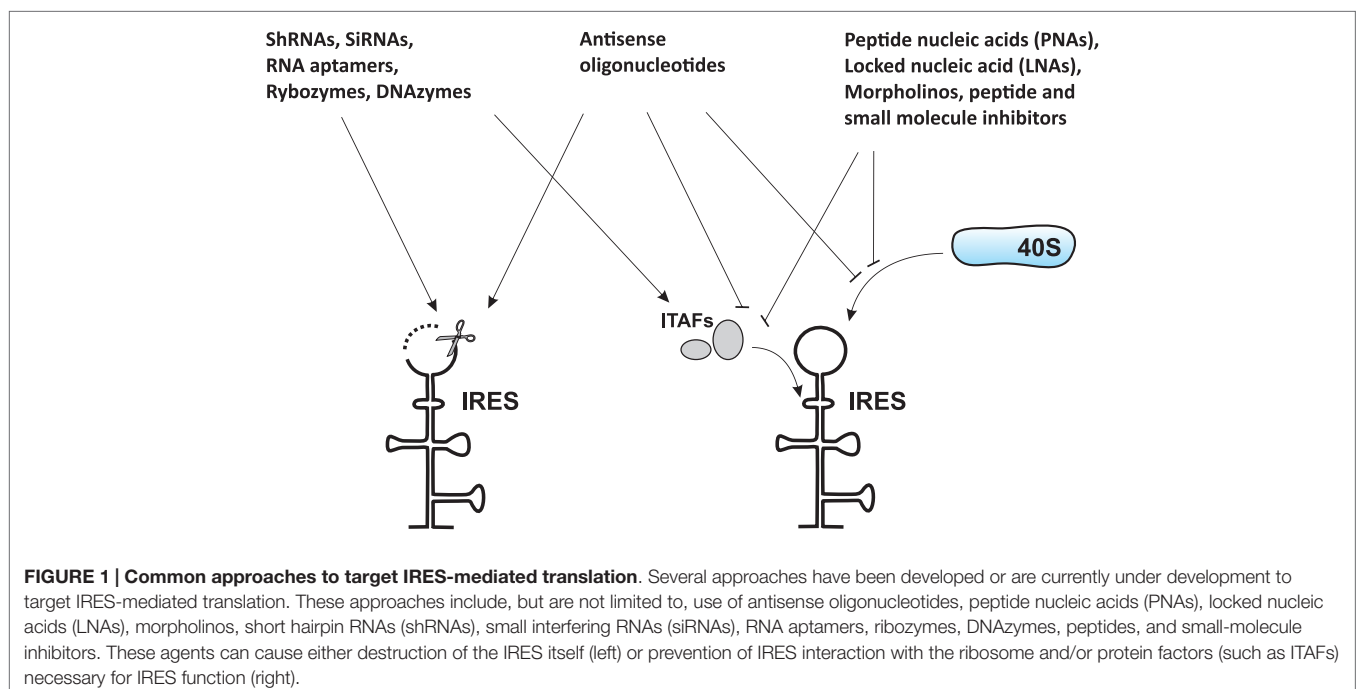 ShRNAs, SiRNAs,
RNA aptamers,
Rybozymes, DNAzymes
Antisense
oligonucleotides
Peptide nucleic acids (PNAs),
Locked nucleic acid (LNAs),
Morpholinos, peptide and
small molecule inhibitors
40S
ITAFs
IRES
IRES
FIGURE 1 | Common approaches to target IRES-mediated translation. Several approaches have been developed or are currently under development to
target IRES-mediated translation. These approaches include, but are not limited to, use of antisense oligonucleotides, peptide nucleic acids (PNAs), locked nucleic
acids (LNAs), morpholinos, short hairpin RNAs (shRNAs), small interfering RNAs (siRNAs), RNA aptamers, ribozymes, DNAzymes, peptides, and small-molecule
inhibitors. These agents can cause either destruction of the IRES itself (left) or prevention of IRES interaction with the ribosome and/or protein factors (such as ITAFs)
necessary for IRES function (right).